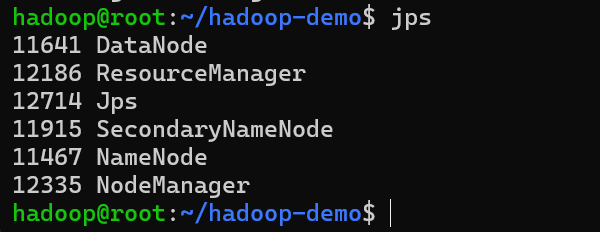 hadoop@root:~/hadoop-demo$ jps
11641 DataNode
12186 ResourceManager
12714 Jps
11915 SecondaryNameNode
11467 NameNode
12335 NodeManager
hadoop@root:~/hadoop-demo$